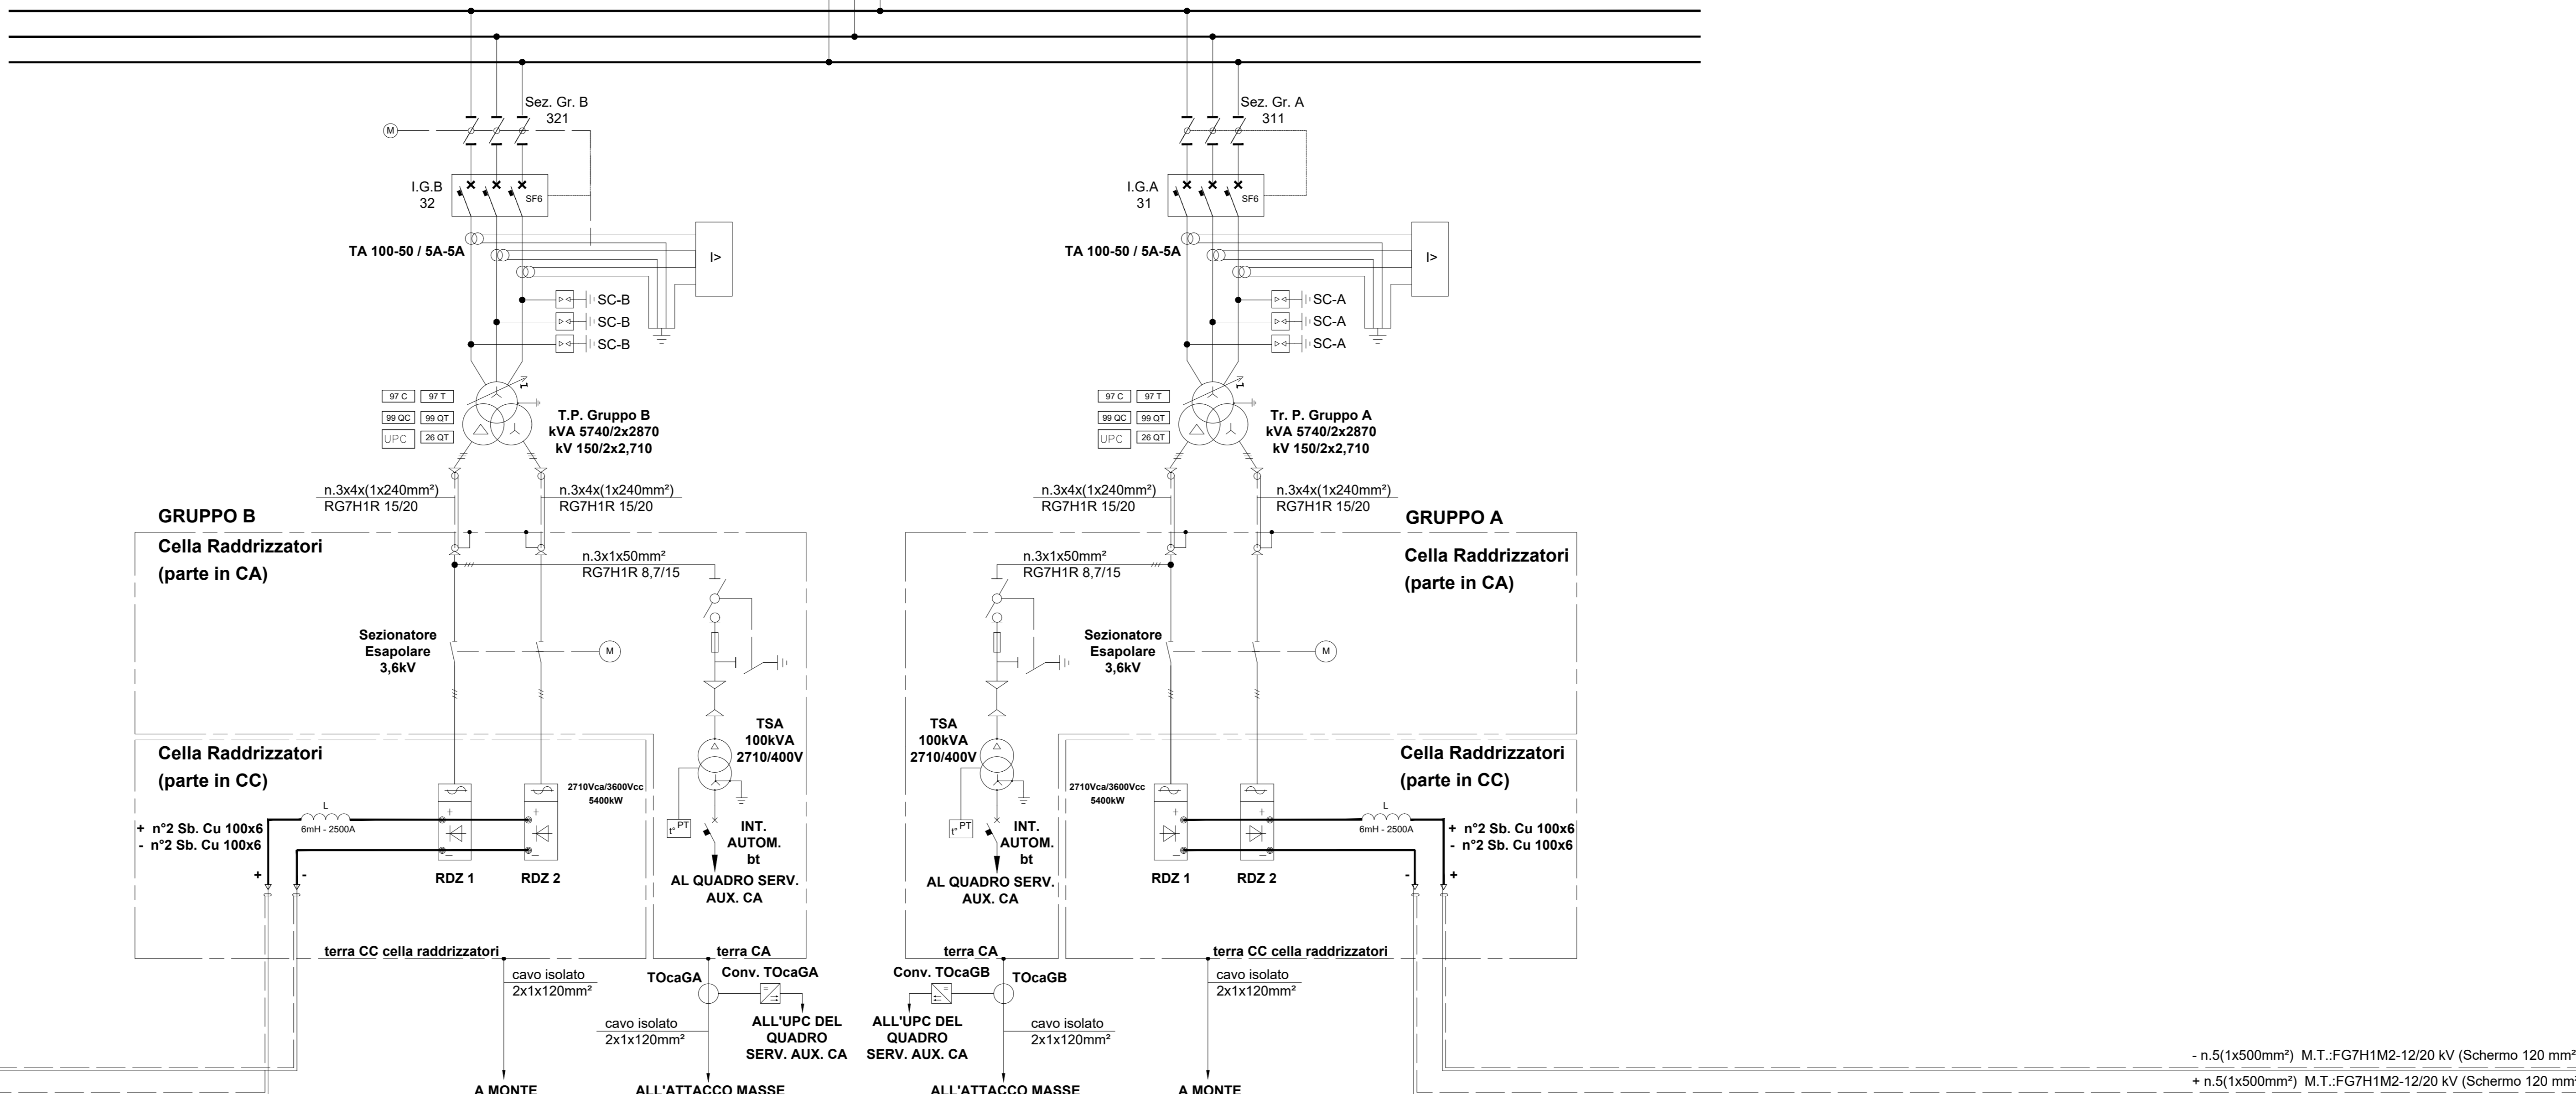 Sez. Gr. B
321
M
I.G.B
32
SF6
TA 100-50 / 5A-5A
I>
SC-B
SC-B
SC-B
97 C
97 T
99 QC
99 QT
UPC
26 QT
T.P. Gruppo B
kVA 5740/2x2870
kV 150/2x2,710
n.3x4x(1x240mm²)
RG7H1R 15/20
n.3x4x(1x240mm²)
RG7H1R 15/20
GRUPPO B
Cella Raddrizzatori
(parte in CA)
n.3x1x50mm²
RG7H1R 8,7/15
Sezionatore
Esapolare
3,6kV
M
TSA
100kVA
2710/400V
Cella Raddrizzatori
(parte in CC)
2710Vca/3600Vcc
5400kW
L
6mH - 2500A
+ n°2 Sb. Cu 100x6
- n°2 Sb. Cu 100x6
+
-
+
−
+
−
RDZ 1
RDZ 2
t° PT
INT.
AUTOM.
bt
AL QUADRO SERV.
AUX. CA
terra CC cella raddrizzatori
terra CA
cavo isolato
2x1x120mm²
TOcaGA
Conv. TOcaGA
cavo isolato
2x1x120mm²
ALL'UPC DEL
QUADRO
SERV. AUX. CA
A MONTE
ALL'ATTACCO MASSE
Sez. Gr. A
311
I.G.A
31
SF6
TA 100-50 / 5A-5A
I>
SC-A
SC-A
SC-A
97 C
97 T
99 QC
99 QT
UPC
26 QT
Tr. P. Gruppo A
kVA 5740/2x2870
kV 150/2x2,710
n.3x4x(1x240mm²)
RG7H1R 15/20
n.3x4x(1x240mm²)
RG7H1R 15/20
GRUPPO A
Cella Raddrizzatori
(parte in CA)
n.3x1x50mm²
RG7H1R 8,7/15
Sezionatore
Esapolare
3,6kV
M
TSA
100kVA
2710/400V
Cella Raddrizzatori
(parte in CC)
2710Vca/3600Vcc
5400kW
L
6mH - 2500A
+ n°2 Sb. Cu 100x6
- n°2 Sb. Cu 100x6
+
−
+
−
-
+
RDZ 1
RDZ 2
t° PT
INT.
AUTOM.
bt
AL QUADRO SERV.
AUX. CA
terra CA
terra CC cella raddrizzatori
Conv. TOcaGB
TOcaGB
cavo isolato
2x1x120mm²
ALL'UPC DEL
QUADRO
SERV. AUX. CA
cavo isolato
2x1x120mm²
ALL'ATTACCO MASSE
A MONTE
- n.5(1x500mm²) M.T.:FG7H1M2-12/20 kV (Schermo 120 mm²
+ n.5(1x500mm²) M.T.:FG7H1M2-12/20 kV (Schermo 120 mm²